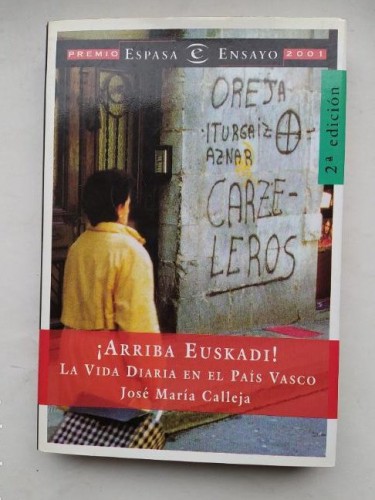 PREMIO ESPASA e ENSAYO 2001
OREJA
ITURGAIZ
AZNAR
CARZE-
LEROS
2ª edición
¡ARRIBA EUSKADI!
LA VIDA DIARIA EN EL PAÍS VASCO
José María Calleja